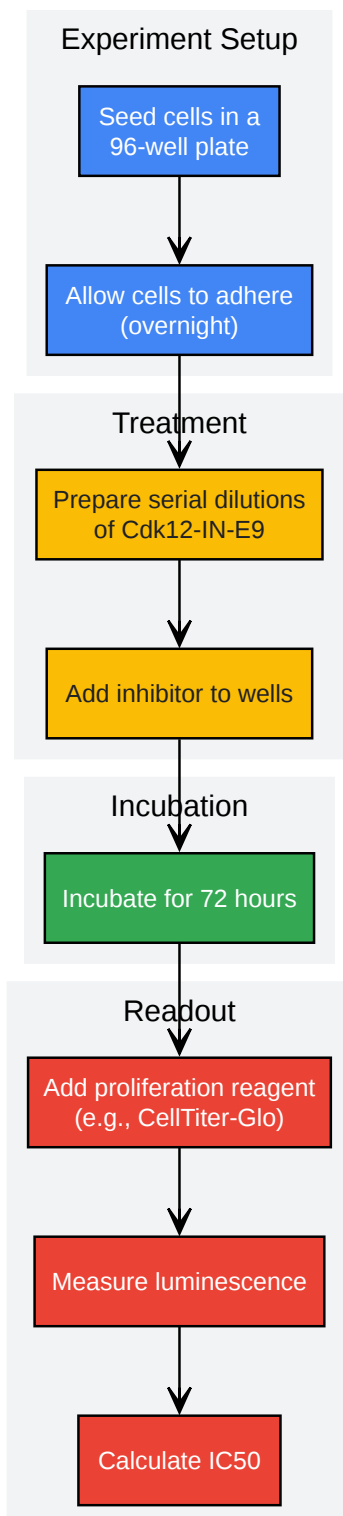 Experiment Setup
Seed cells in a
96-well plate
Allow cells to adhere
(overnight)
Treatment
Prepare serial dilutions
of Cdk12-IN-E9
Add inhibitor to wells
Incubation
Incubate for 72 hours
Readout
Add proliferation reagent
(e.g., CellTiter-Glo)
Measure luminescence
Calculate IC50